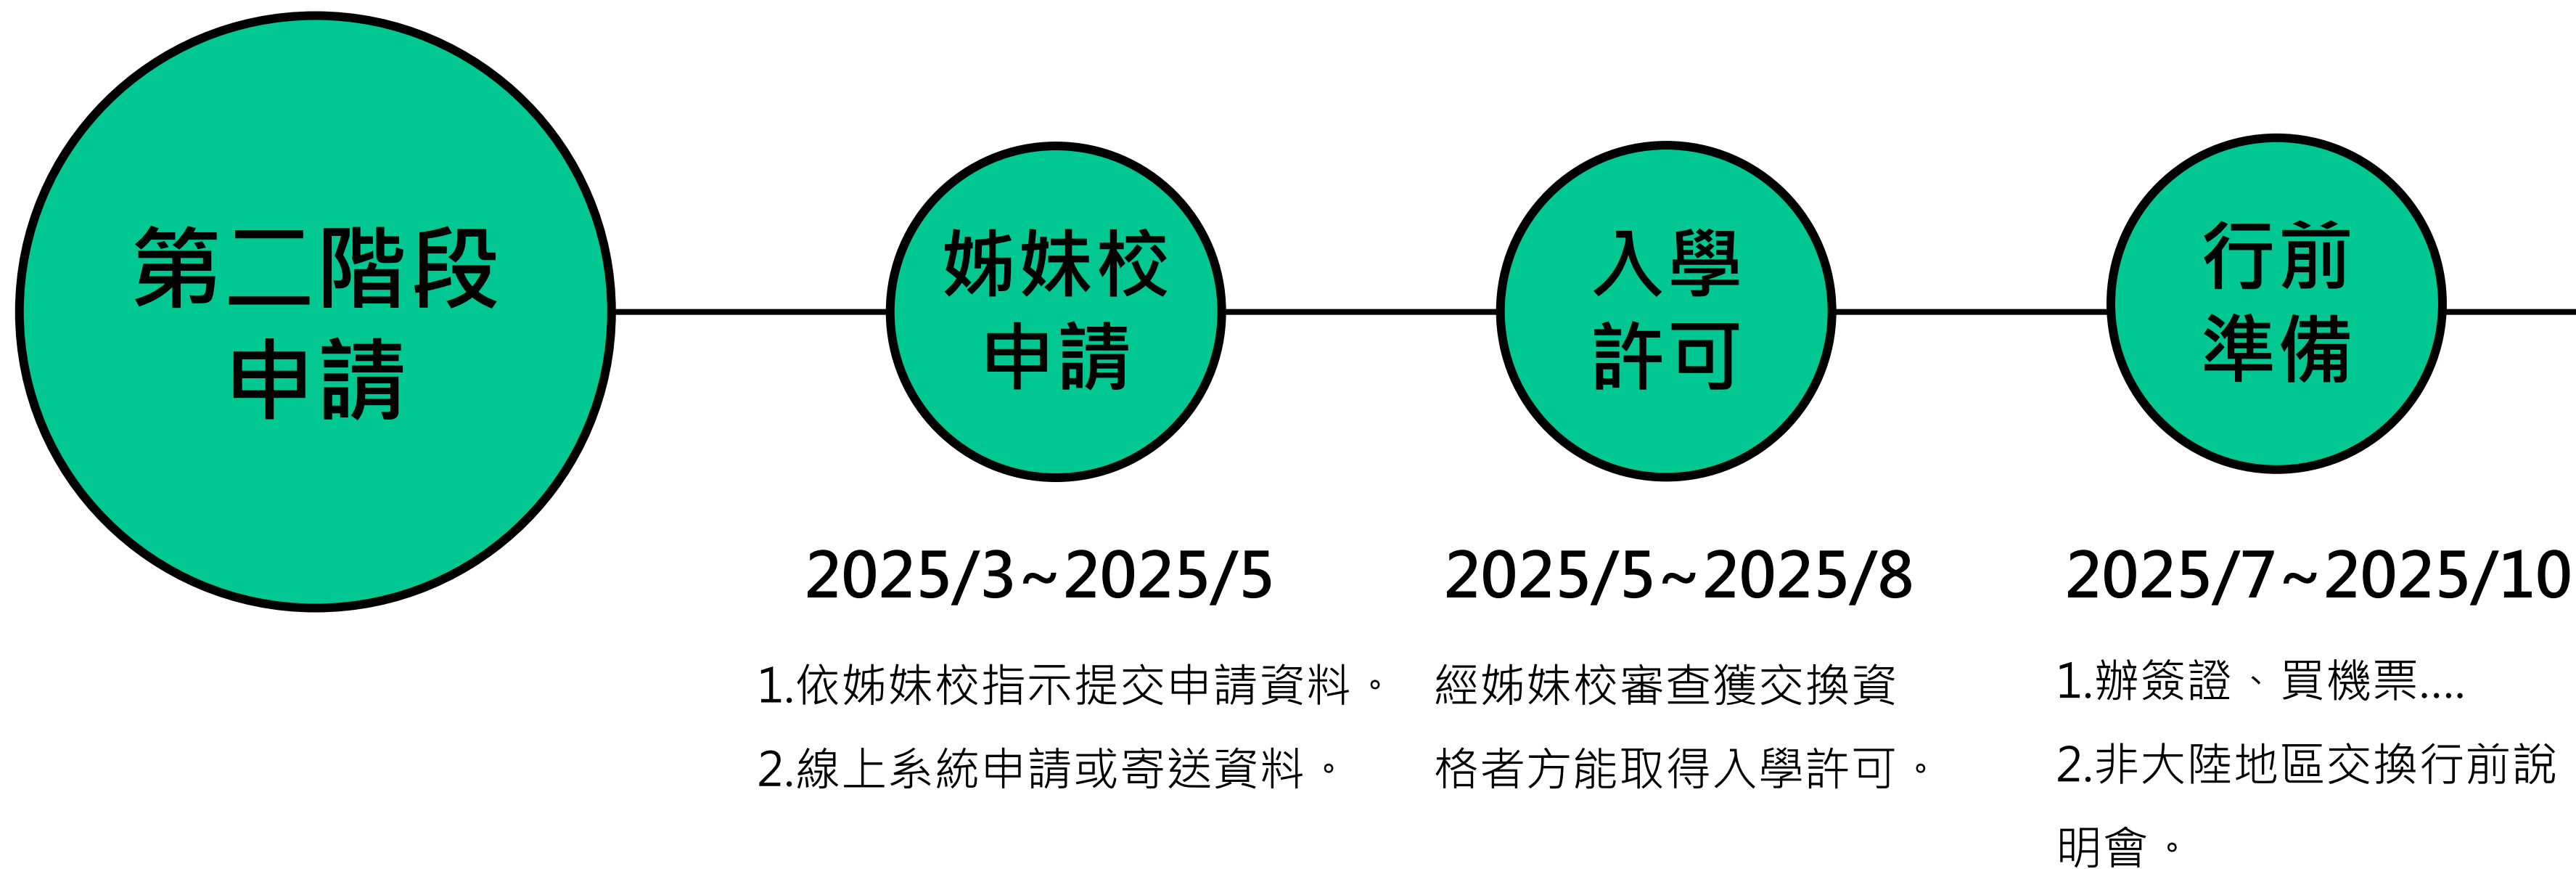 第二階段
申請
姊妹校
申請
入學
許可
行前
準備
2025/3~2025/5
1.依姊妹校指示提交申請資料。
2.線上系統申請或寄送資料。
2025/5~2025/8
經姊妹校審查獲交換資
格者方能取得入學許可。
2025/7~2025/10
1.辦簽證、買機票....
2.非大陸地區交換行前說
明會。